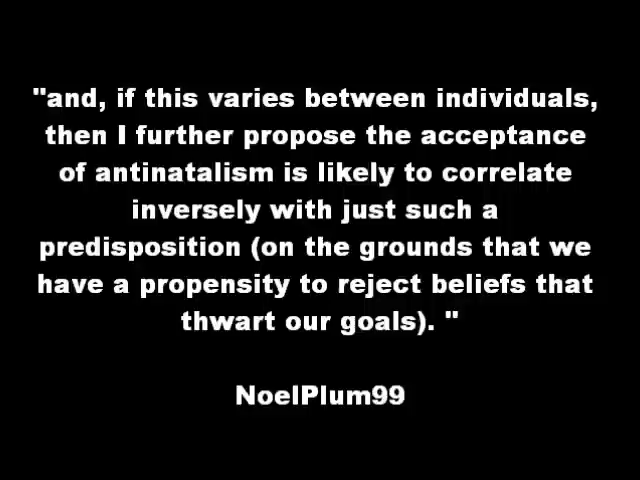 "and, if this varies between individuals,
then I further propose the acceptance
of antinatalism is likely to correlate
inversely with just such a
predisposition (on the grounds that we
have a propensity to reject beliefs that
thwart our goals). "
NoelPlum99